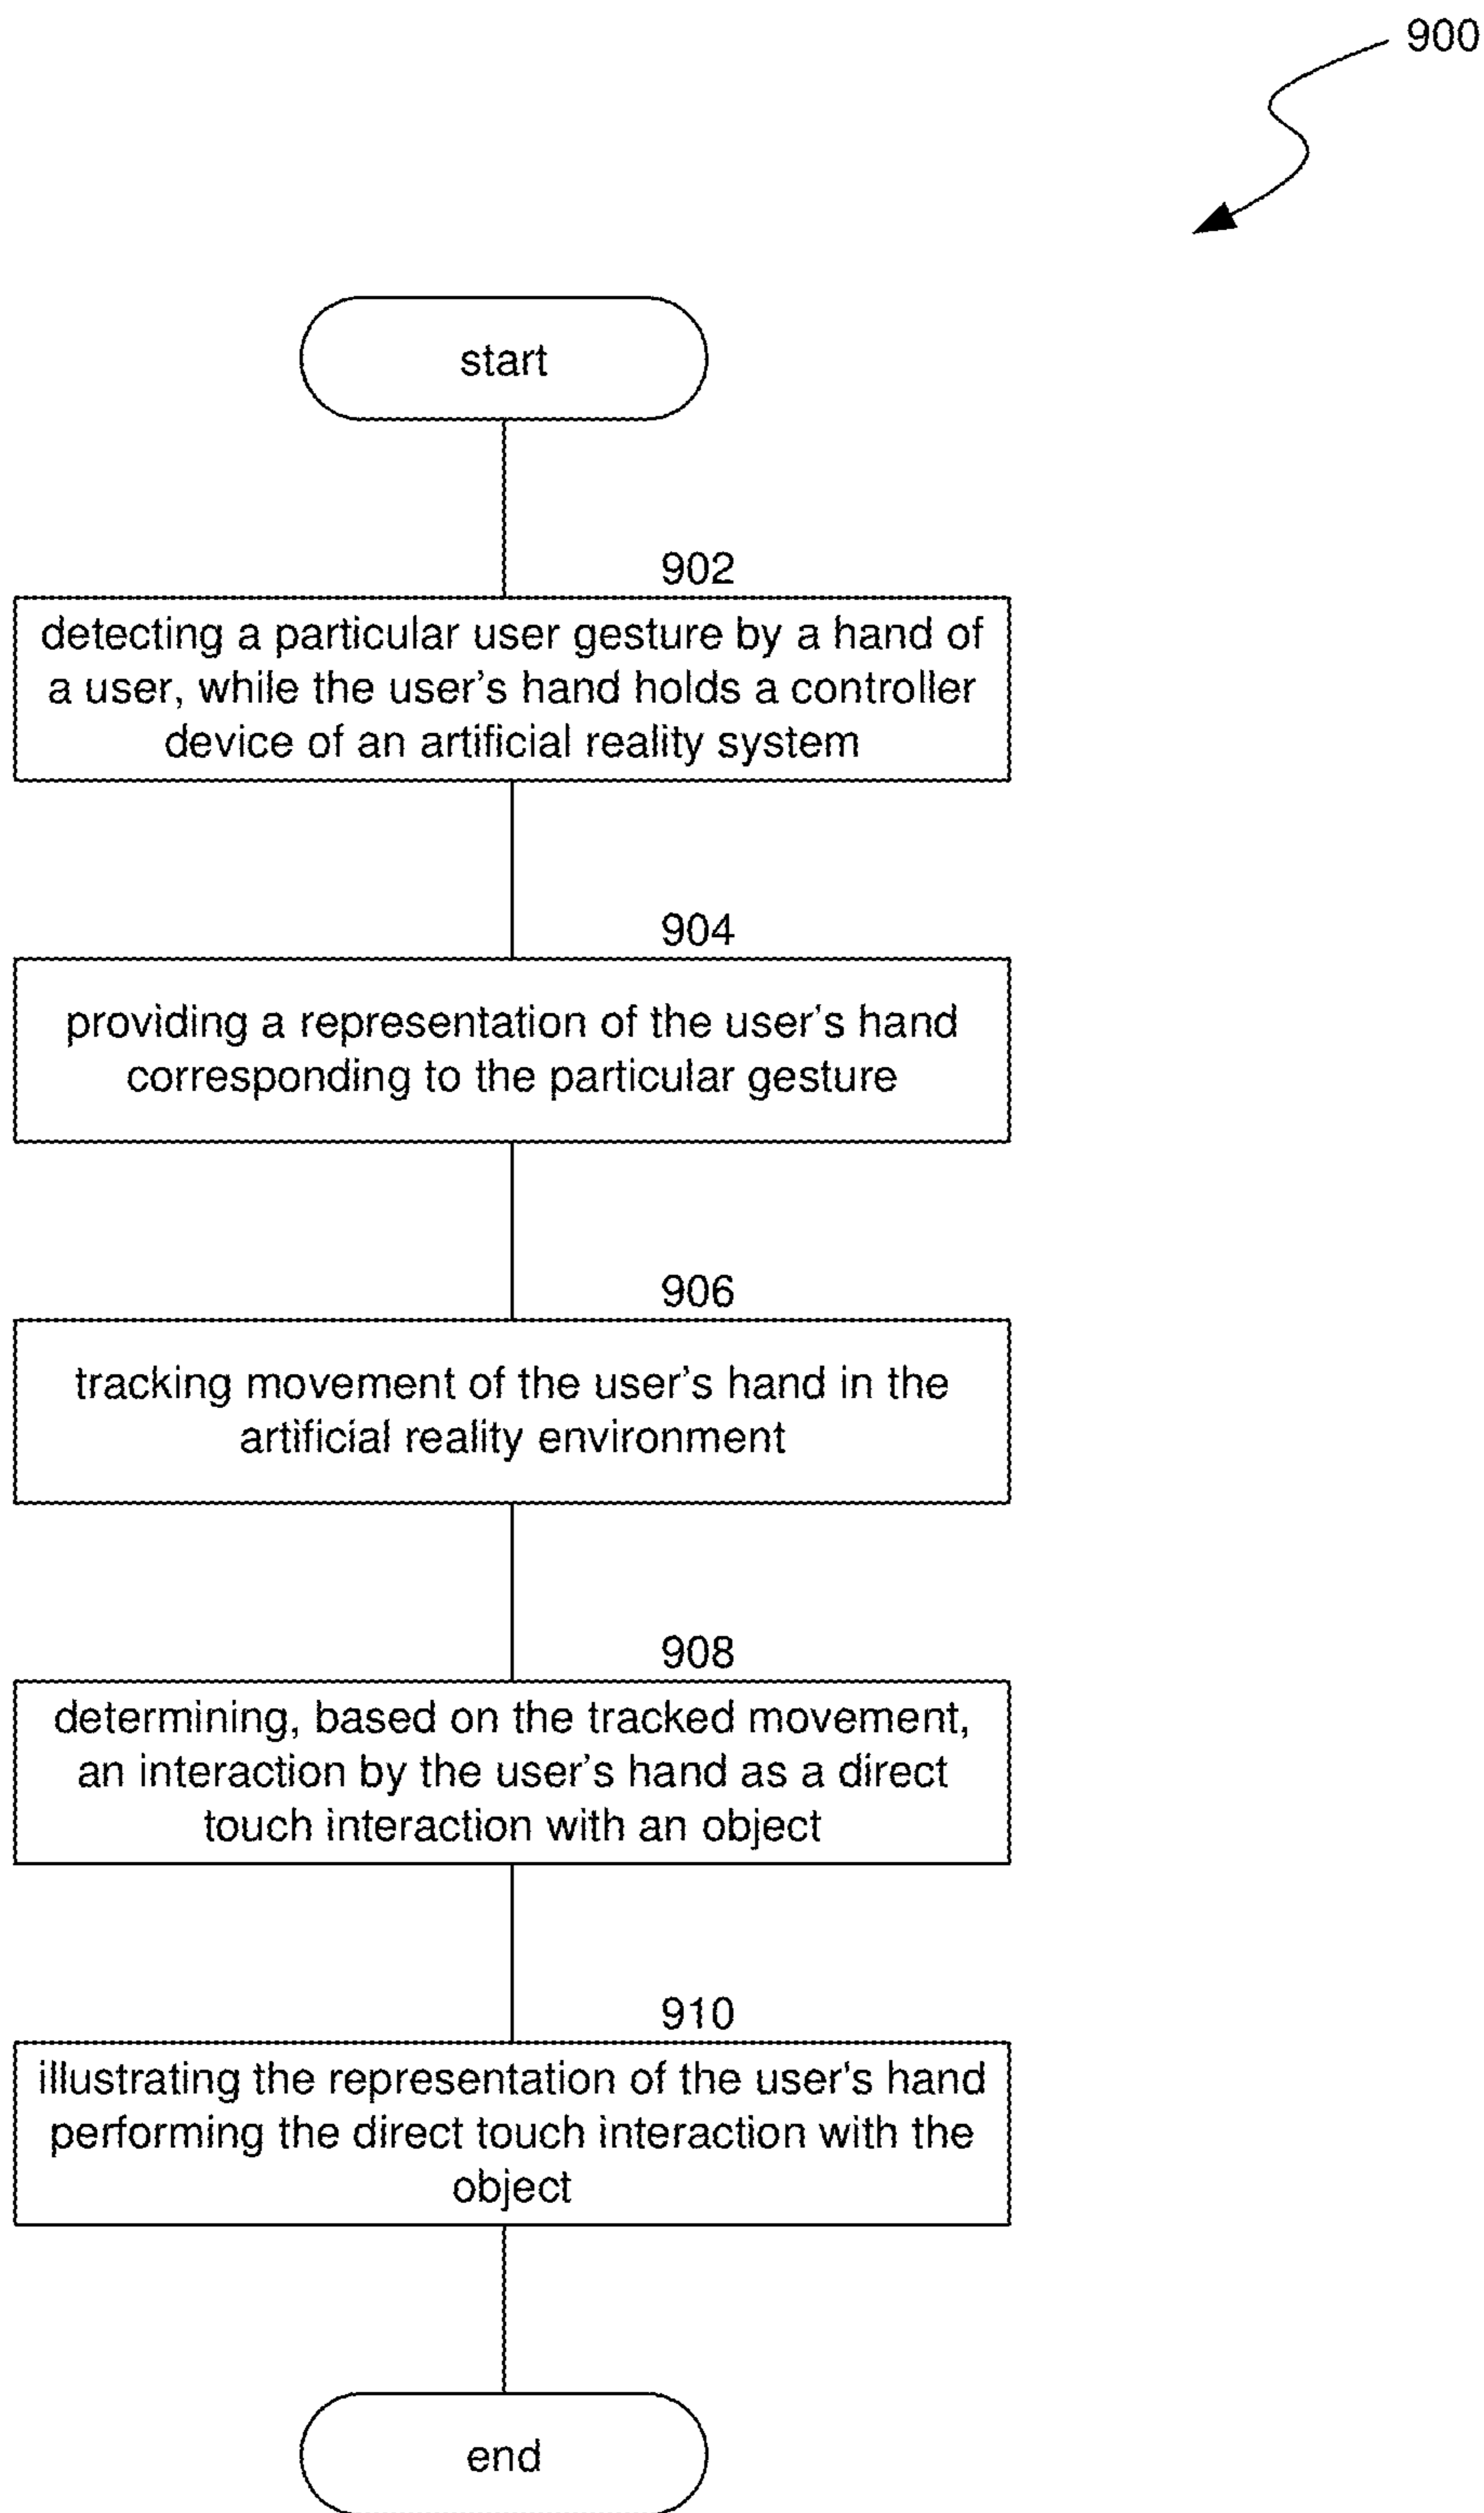 900
start
902
detecting a particular user gesture by a hand of
a user, while the user's hand holds a controller
device of an artificial reality system
904
providing a representation of the user's hand
corresponding to the particular gesture
906
tracking movement of the user's hand in the
artificial reality environment
908
determining, based on the tracked movement,
an interaction by the user's hand as a direct
touch interaction with an object
910
illustrating the representation of the user's hand
performing the direct touch interaction with the
object
end